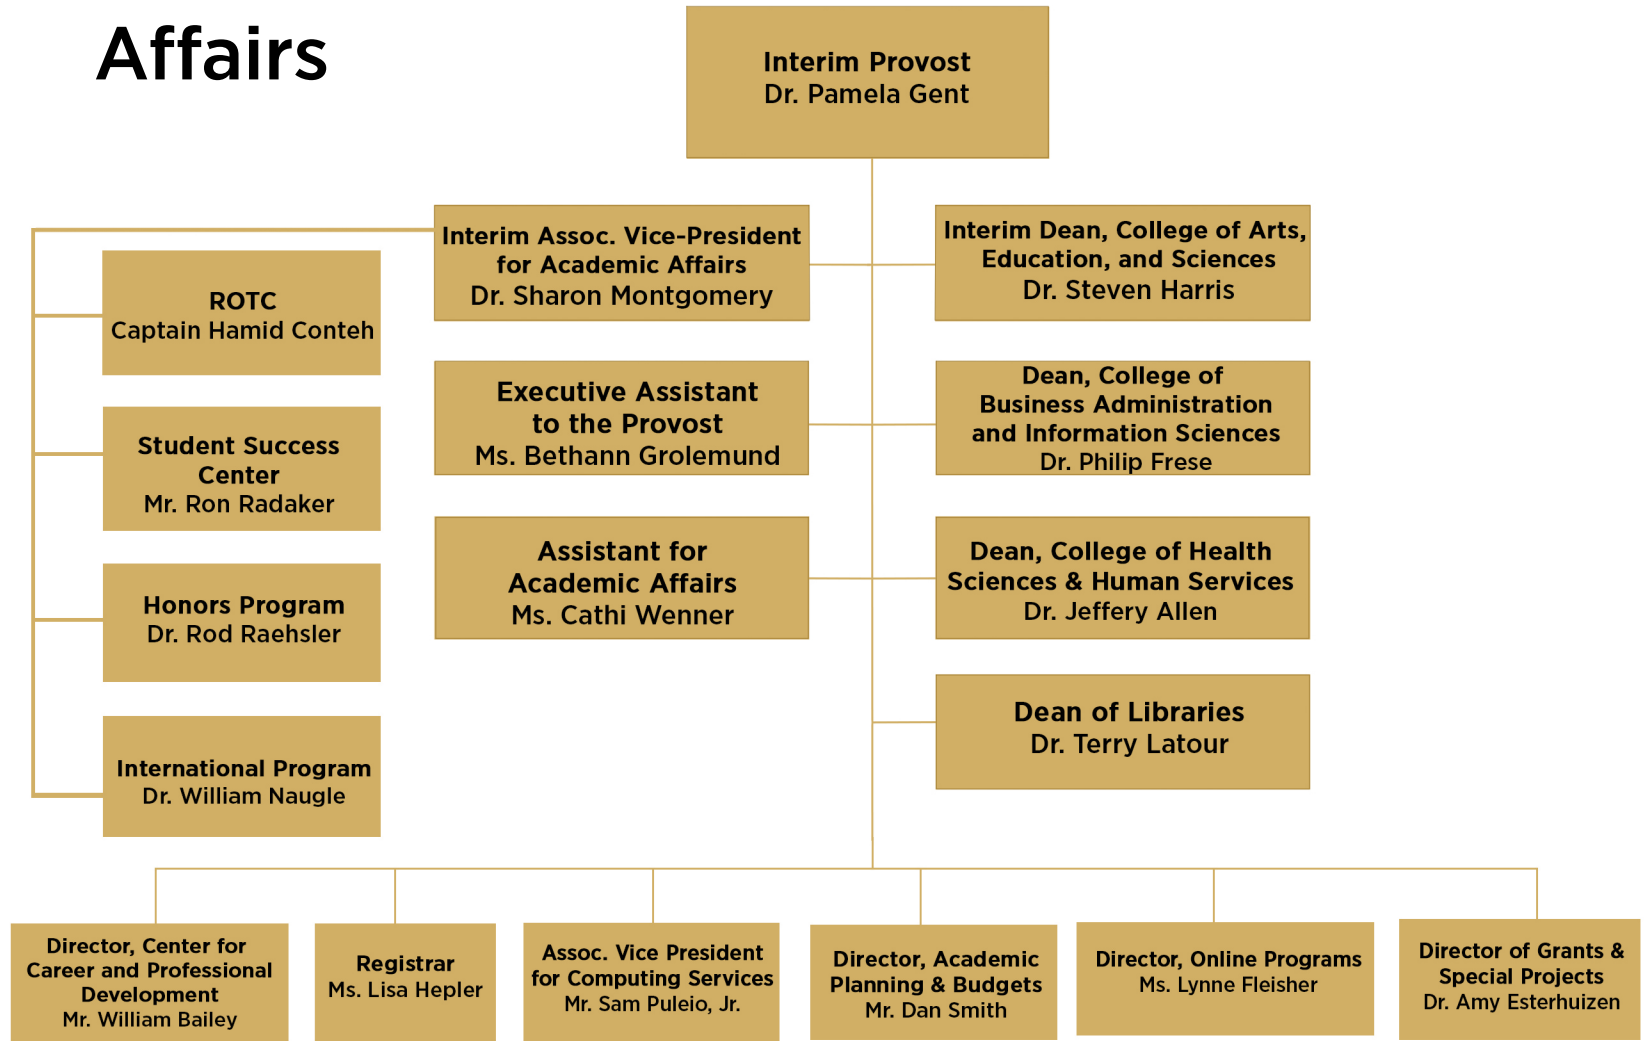 Affairs
Interim Provost
Dr. Pamela Gent
Interim Assoc. Vice-President
for Academic Affairs
Dr. Sharon Montgomery
Interim Dean, College of Arts,
Education, and Sciences
Dr. Steven Harris
ROTC
Captain Hamid Conteh
Executive Assistant
to the Provost
Ms. Bethann Grolemund
Dean, College of
Business Administration
and Information Sciences
Dr. Philip Frese
Student Success
Center
Mr. Ron Radaker
Assistant for
Academic Affairs
Ms. Cathi Wenner
Dean, College of Health
Sciences & Human Services
Dr. Jeffery Allen
Honors Program
Dr. Rod Raehsler
Dean of Libraries
Dr. Terry Latour
International Program
Dr. William Naugle
Director, Center for
Career and Professional
Development
Mr. William Bailey
Registrar
Ms. Lisa Hepler
Assoc. Vice President
for Computing Services
Mr. Sam Puleio, Jr.
Director, Academic
Planning & Budgets
Mr. Dan Smith
Director, Online Programs
Ms. Lynne Fleisher
Director of Grants &
Special Projects
Dr. Amy Esterhuizen